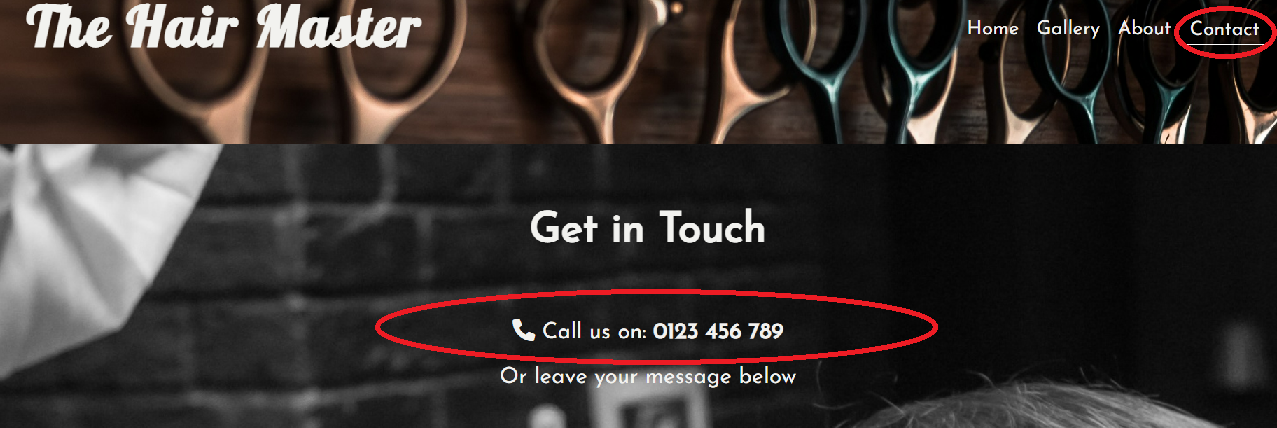 The Hair Master
Home Gallery About Contact
Get in Touch
Call us on: 0123 456 789
Or leave your message below